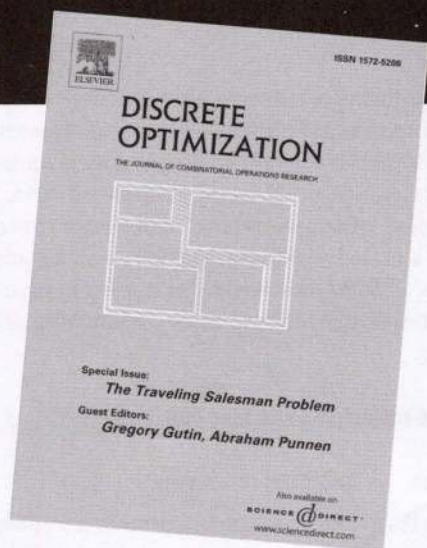 ISSN 1572-5286
ELSEVIER
DISCRETE
OPTIMIZATION
THE JOURNAL OF COMBINATORIAL OPERATIONS RESEARCH
Special Issue:
The Traveling Salesman Problem
Guest Editors:
Gregory Gutin, Abraham Punnen
Also available on
SCIENCE @ DIRECT®
www.sciencedirect.com